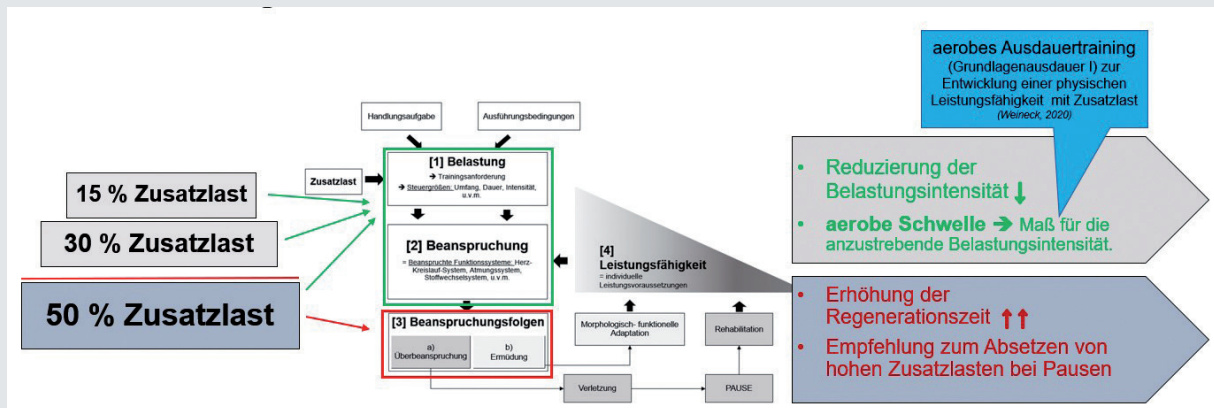 aerobes Ausdauertraining
(Grundlagenausdauer I) zur
Entwicklung einer physischen
Leistungsfähigkeit mit Zusatzlast
(Weineck, 2020)
Handlungsaufgabe
Ausführungsbedingungen
Zusatzlast
[1] Belastung
➔ Trainingsanforderung
➔ Steuergrößen: Umfang, Dauer, Intensität,
u.v.m.
15 % Zusatzlast
30 % Zusatzlast
50 % Zusatzlast
[2] Beanspruchung
= Beanspruchte Funktionssysteme: Herz-
Kreislauf-System, Atmungssystem,
Stoffwechselsystem, u.v.m.
[4]
Leistungsfähigkeit
= individuelle
Leistungsvoraussetzungen
[3] Beanspruchungsfolgen
a)
Überbeanspruchung
b)
Ermüdung
Morphologisch- funktionelle
Adaptation
Rehabilitation
Verletzung
PAUSE
• Reduzierung der
Belastungsintensität ↓
• aerobe Schwelle ➔ Maß für die
anzustrebende Belastungsintensität.
• Erhöhung der
Regenerationszeit ↑↑
• Empfehlung zum Absetzen von
hohen Zusatzlasten bei Pausen